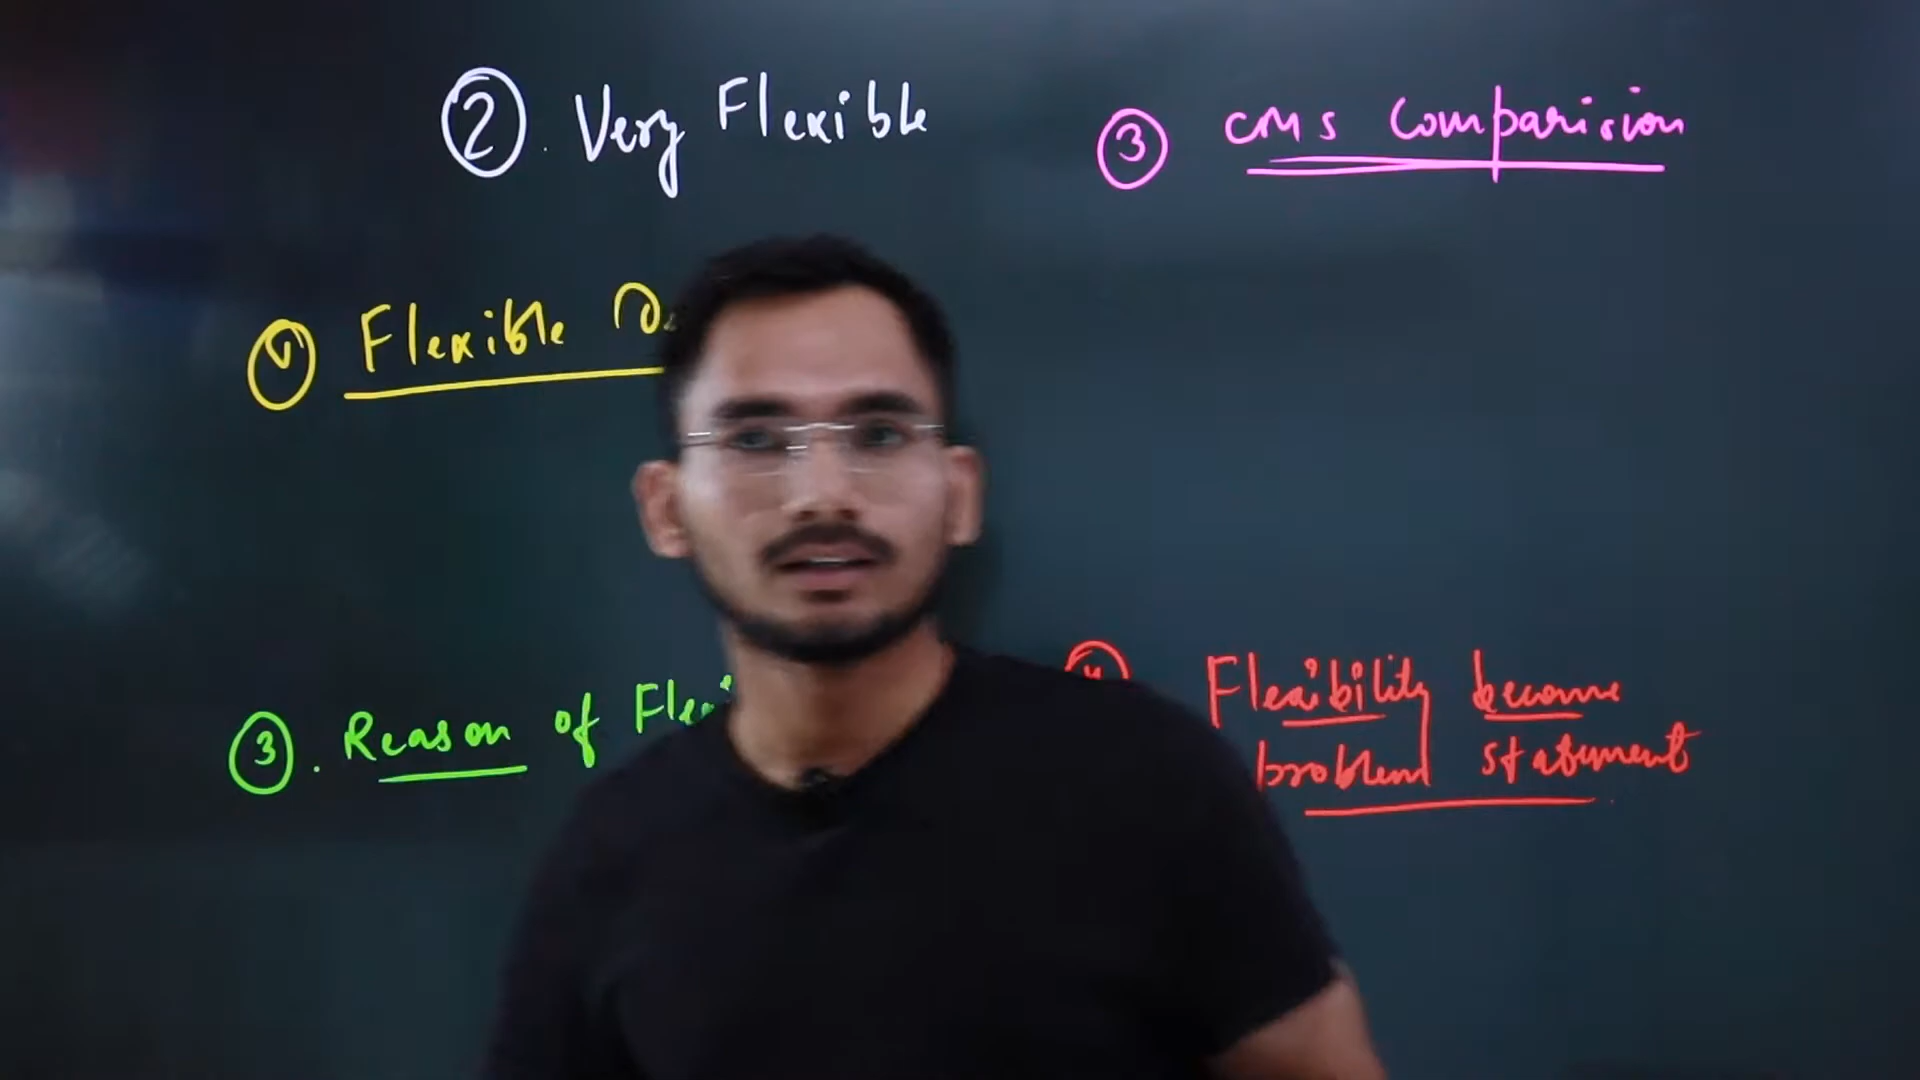 ② . Very Flexible
③ CMS Comparision
① Flexible
③ . Reason of
Flexibility become
problem statement